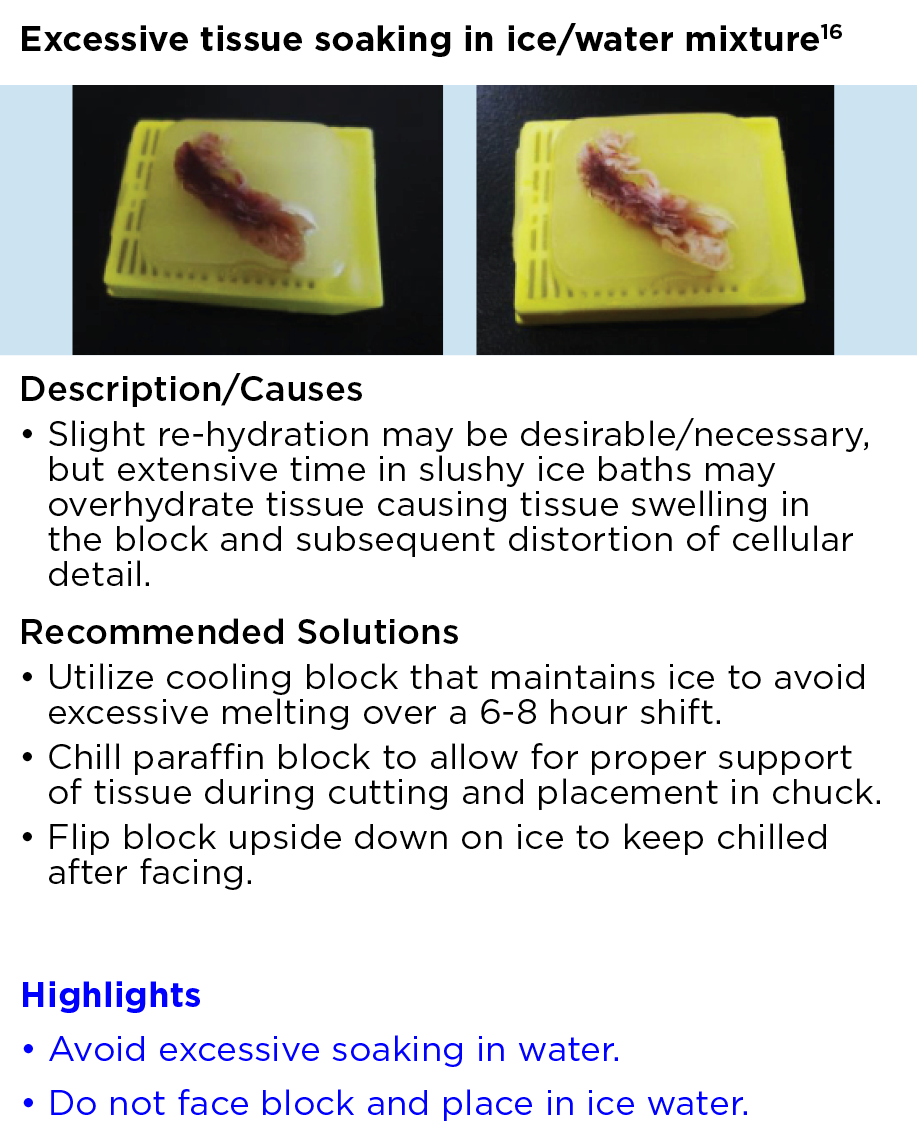 Excessive tissue soaking in ice/water mixture16
Description/Causes
• Slight re-hydration may be desirable/necessary,
but extensive time in slushy ice baths may
overhydrate tissue causing tissue swelling in
the block and subsequent distortion of cellular
detail.
Recommended Solutions
• Utilize cooling block that maintains ice to avoid
excessive melting over a 6-8 hour shift.
• Chill paraffin block to allow for proper support
of tissue during cutting and placement in chuck.
• Flip block upside down on ice to keep chilled
after facing.
Highlights
• Avoid excessive soaking in water.
• Do not face block and place in ice water.